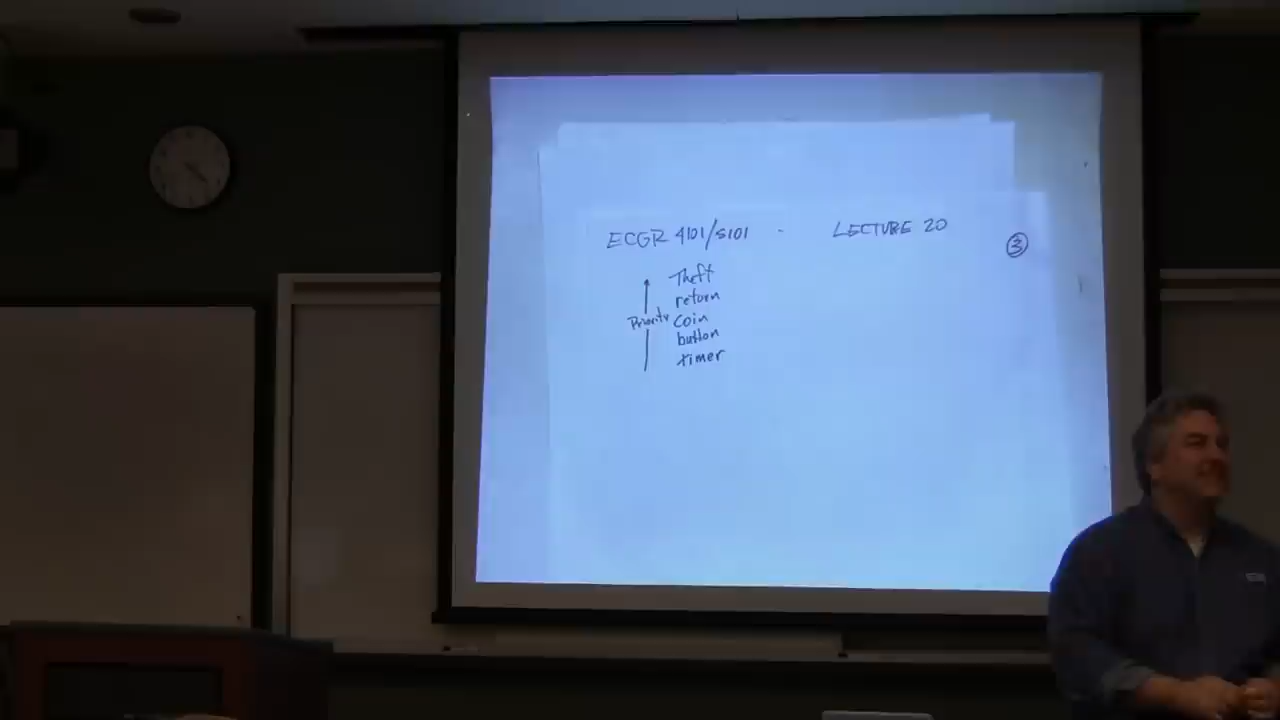 ECGR 4101/5101 - LECTURE 20
3
Theft
return
Priority coin
button
timer